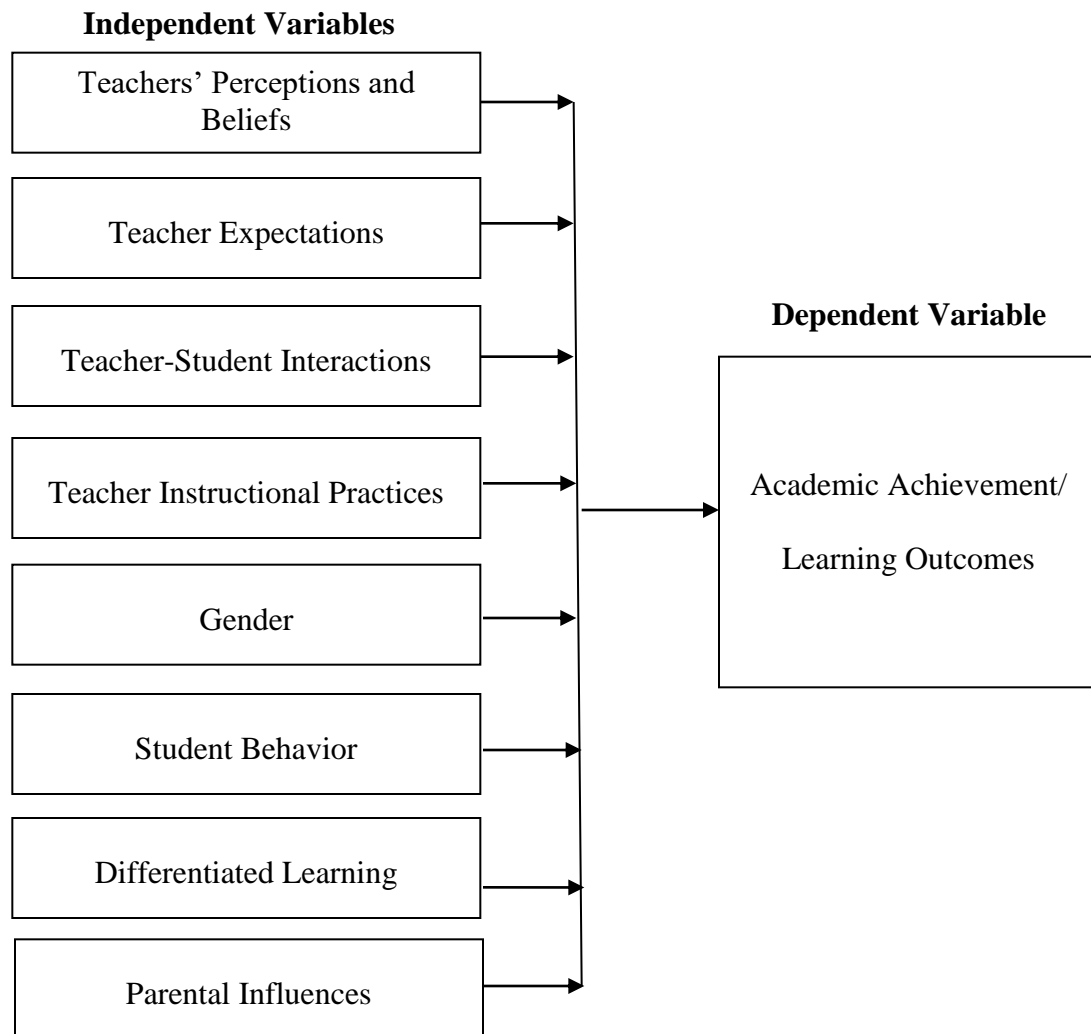 Independent Variables
Teachers’ Perceptions and
Beliefs
Teacher Expectations
Teacher-Student Interactions
Teacher Instructional Practices
Gender
Student Behavior
Differentiated Learning
Parental Influences
Dependent Variable
Academic Achievement/
Learning Outcomes